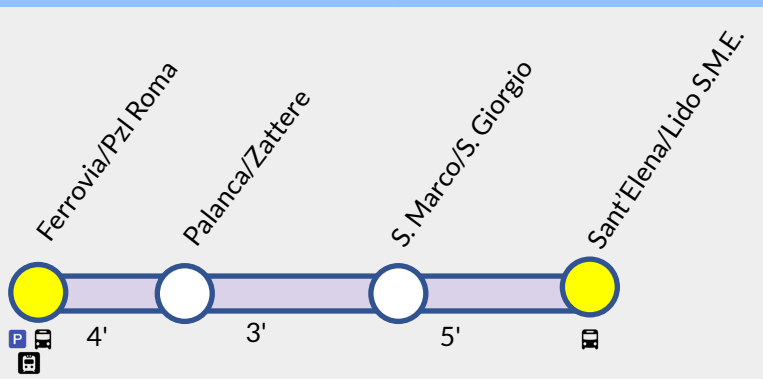 Ferrovia/Pzl Roma
Palanca/Zattere
S. Marco/S. Giorgio
Sant'Elena/Lido S.M.E.
4' 3' 5'
P